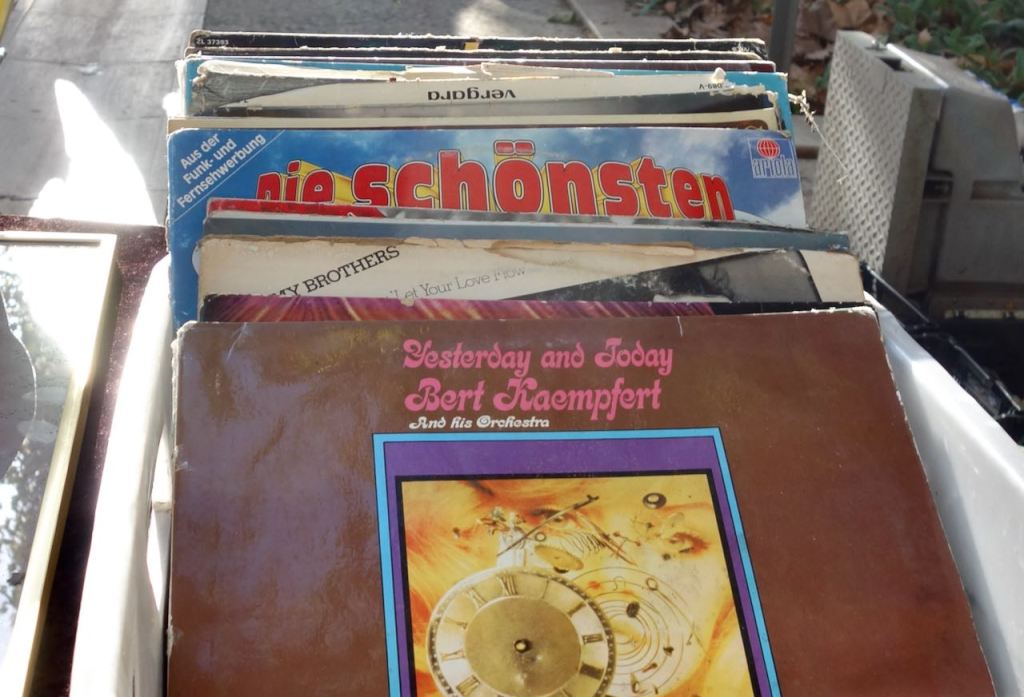 ZL 37393
vergara
Aus der
Funk- und
Fernsehwerbung
Die schönsten
ariola
MY BROTHERS
Let Your Love Flow
Yesterday and Today
Bert Kaempfert
And his Orchestra